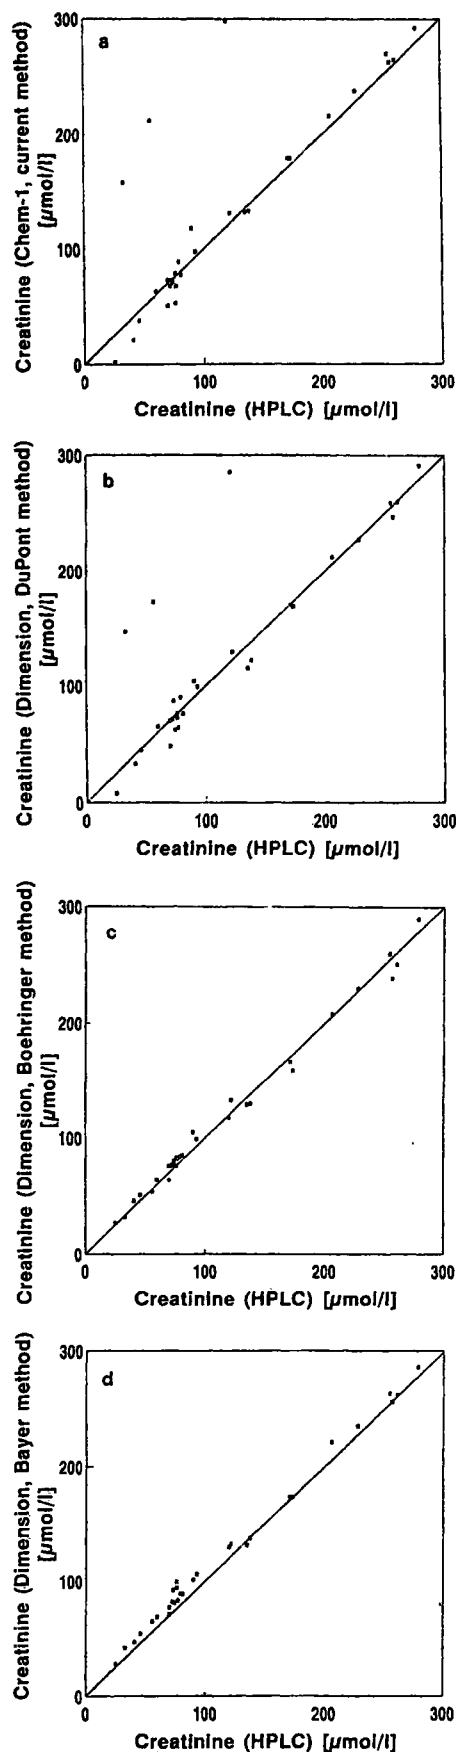 a
Creatinine (Chem-1, current method)
[µmol/l]
300
200
100
0
0 100 200 300
Creatinine (HPLC) [µmol/l]
b
Creatinine (Dimension, DuPont method)
[µmol/l]
300
200
100
0
0 100 200 300
Creatinine (HPLC) [µmol/l]
c
Creatinine (Dimension, Boehringer method)
[µmol/l]
300
200
100
0
0 100 200 300
Creatinine (HPLC) [µmol/l]
d
Creatinine (Dimension, Bayer method)
[µmol/l]
300
200
100
0
0 100 200 300
Creatinine (HPLC) [µmol/l]